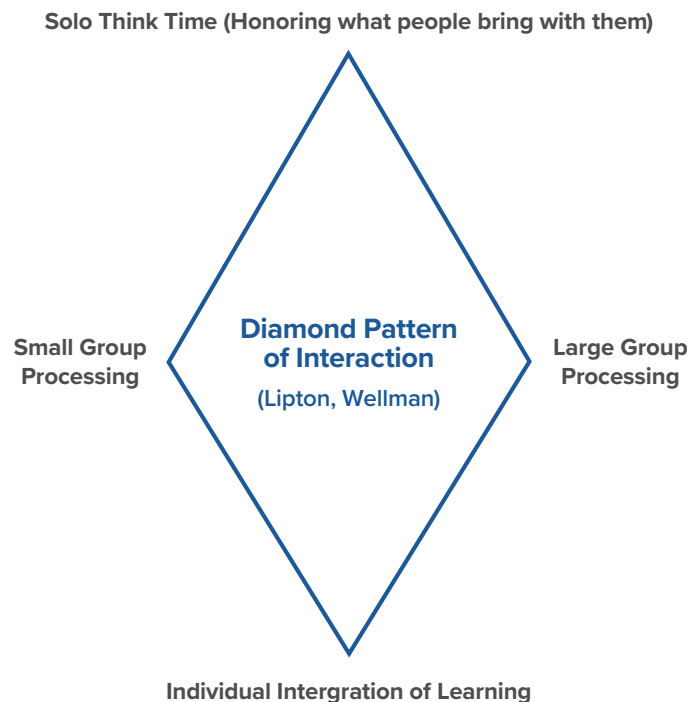 Solo Think Time (Honoring what people bring with them)
Diamond Pattern
of Interaction
(Lipton, Wellman)
Small Group
Processing
Large Group
Processing
Individual Intergration of Learning